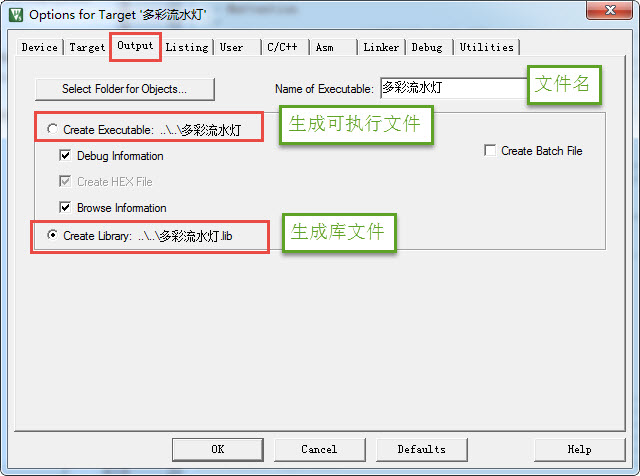 Options for Target '多彩流水灯'
Device Target Output Listing User C/C++ Asm Linker Debug Utilities
Select Folder for Objects... Name of Executable: 多彩流水灯 文件名
Create Executable: ..\..\多彩流水灯 生成可执行文件
Debug Information Create Batch File
Create HEX File
Browse Information
Create Library: ..\..\多彩流水灯.lib 生成库文件
OK Cancel Defaults Help